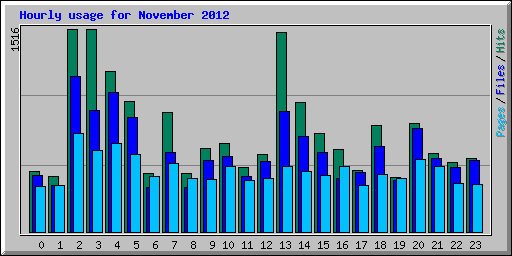 Hourly usage for November 2012
1516
Pages/Files/Hits
0 1 2 3 4 5 6 7 8 9 10 11 12 13 14 15 16 17 18 19 20 21 22 23